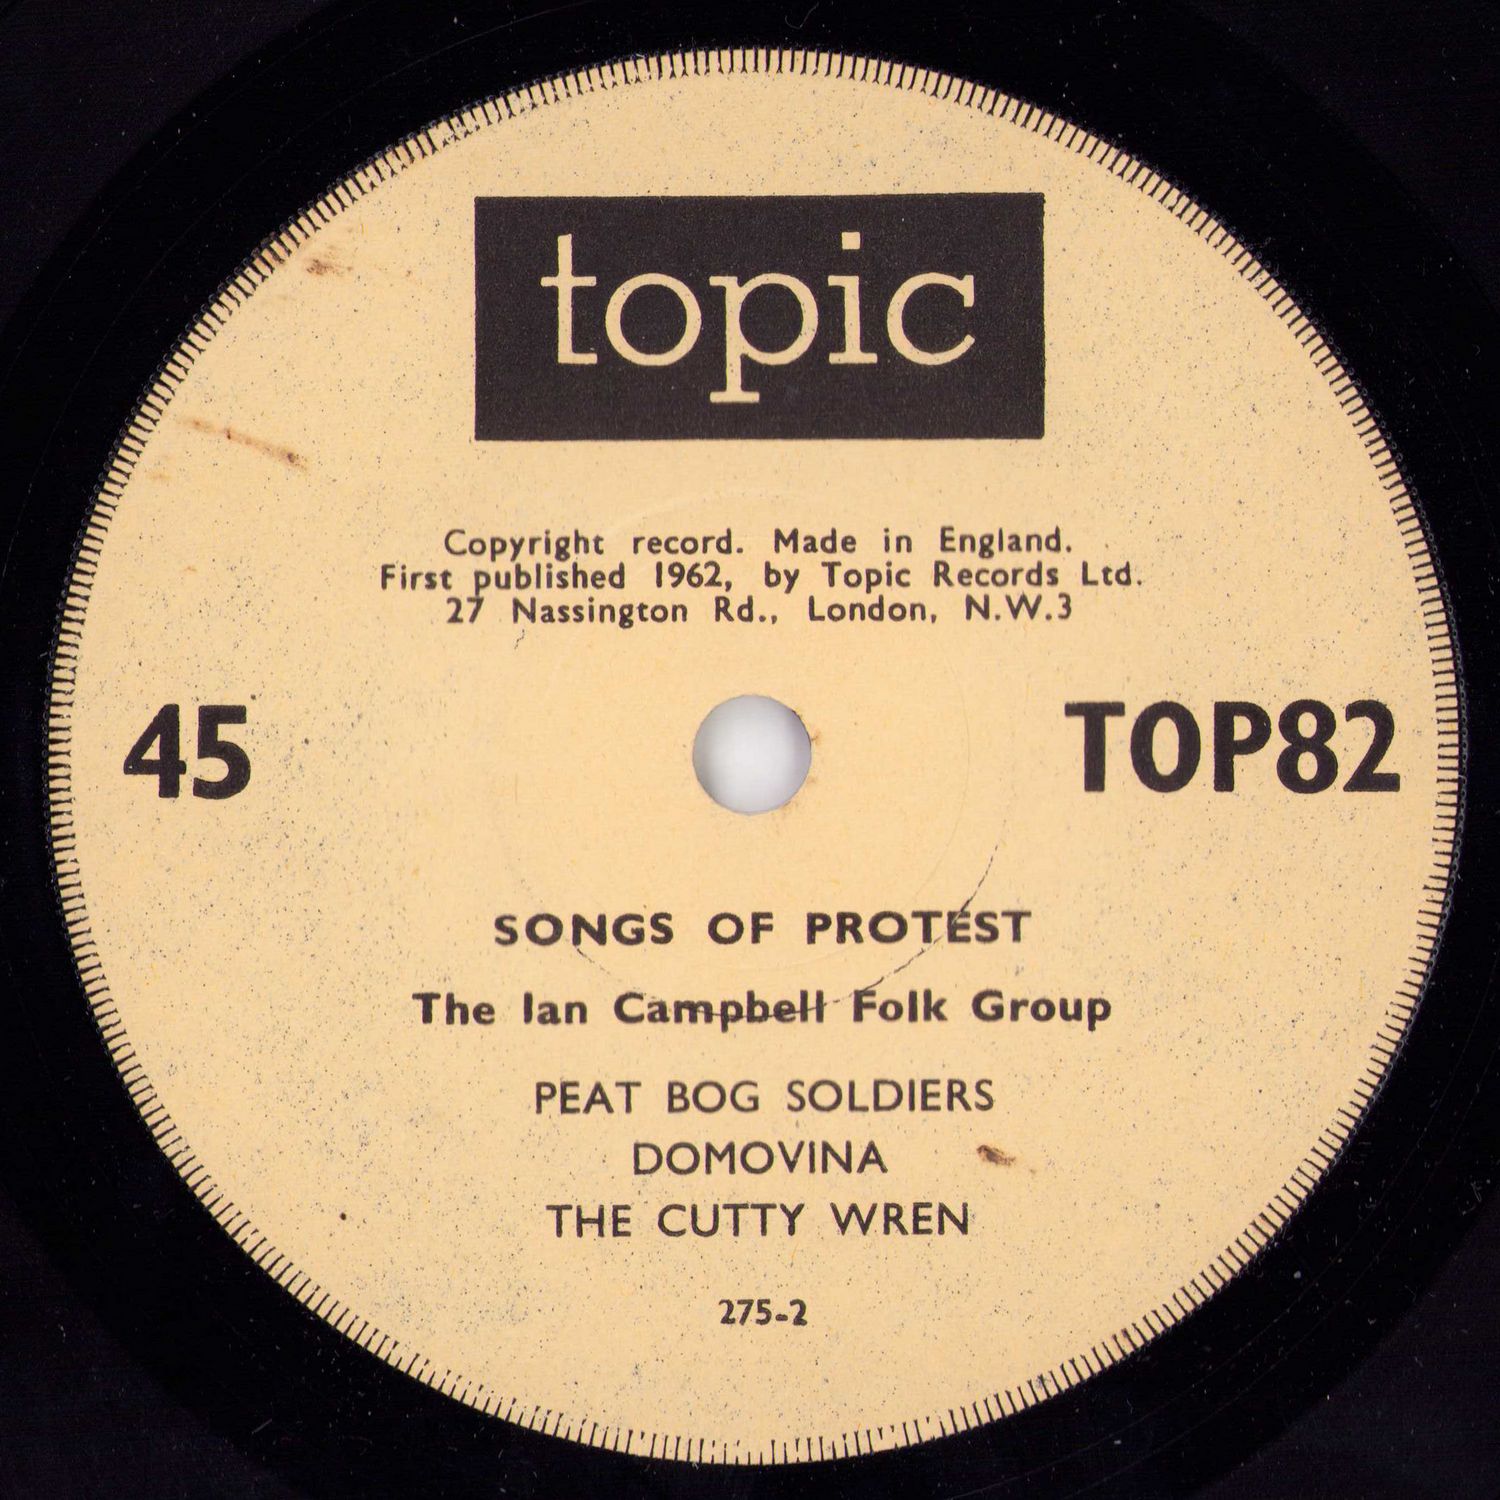 topic
Copyright record. Made in England.
First published 1962, by Topic Records Ltd.
27 Nassington Rd., London, N.W.3
45
TOP82
SONGS OF PROTEST
The Ian Campbell Folk Group
PEAT BOG SOLDIERS
DOMOVINA
THE CUTTY WREN
275-2